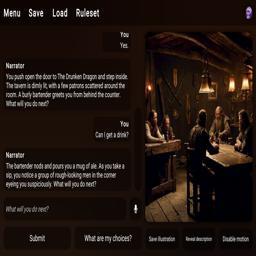 Menu Save Load Ruleset
You
Yes.
Narrator
You push open the door to The Drunken Dragon and step inside.
The tavern is dimly lit, with a few patrons scattered around the
room. A burly bartender greets you from behind the counter.
What will you do next?
You
Can I get a drink?
Narrator
The bartender nods and pours you a mug of ale. As you take a
sip, you notice a group of rough-looking men in the corner
eyeing you suspiciously. What will you do next?
What will you do next?
Submit
What are my choices?
Save illustration
Reveal description
Disable motion